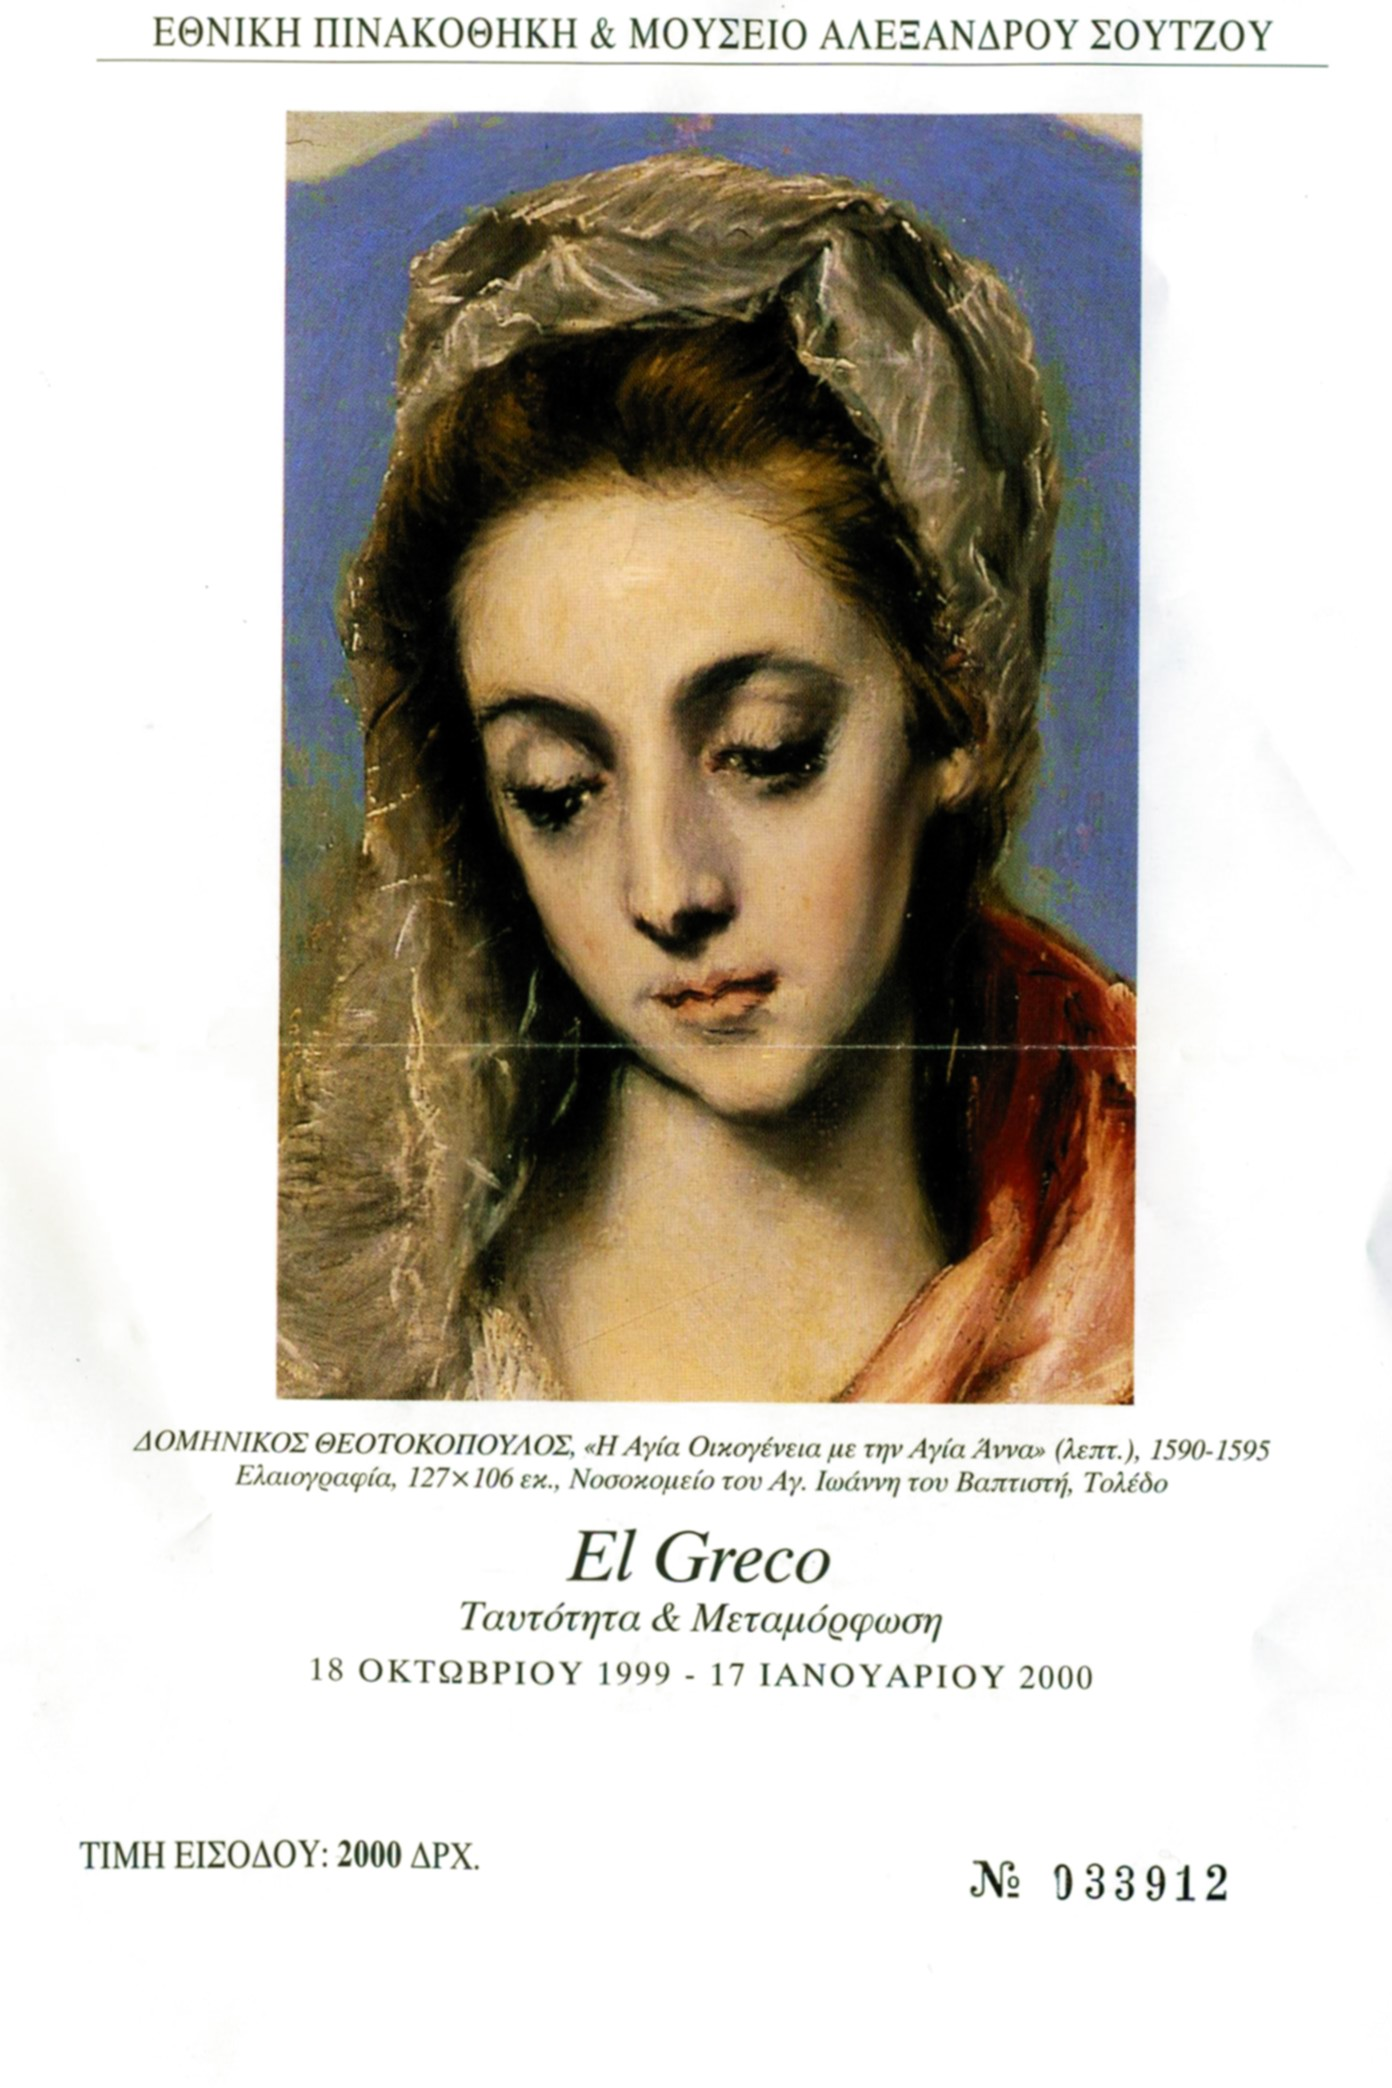 ΕΘΝΙΚΗ ΠΙΝΑΚΟΘΗΚΗ & ΜΟΥΣΕΙΟ ΑΛΕΞΑΝΔΡΟΥ ΣΟΥΤΖΟΥ
ΔΟΜΗΝΙΚΟΣ ΘΕΟΤΟΚΟΠΟΥΛΟΣ, «Η Αγία Οικογένεια με την Αγία Άννα» (λεπτ.), 1590-1595
Ελαιογραφία, 127×106 εκ., Νοσοκομείο του Αγ. Ιωάννη του Βαπτιστή, Τολέδο
El Greco
Ταυτότητα & Μεταμόρφωση
18 ΟΚΤΩΒΡΙΟΥ 1999 - 17 ΙΑΝΟΥΑΡΙΟΥ 2000
ΤΙΜΗ ΕΙΣΟΔΟΥ: 2000 ΔΡΧ.
№ 033912